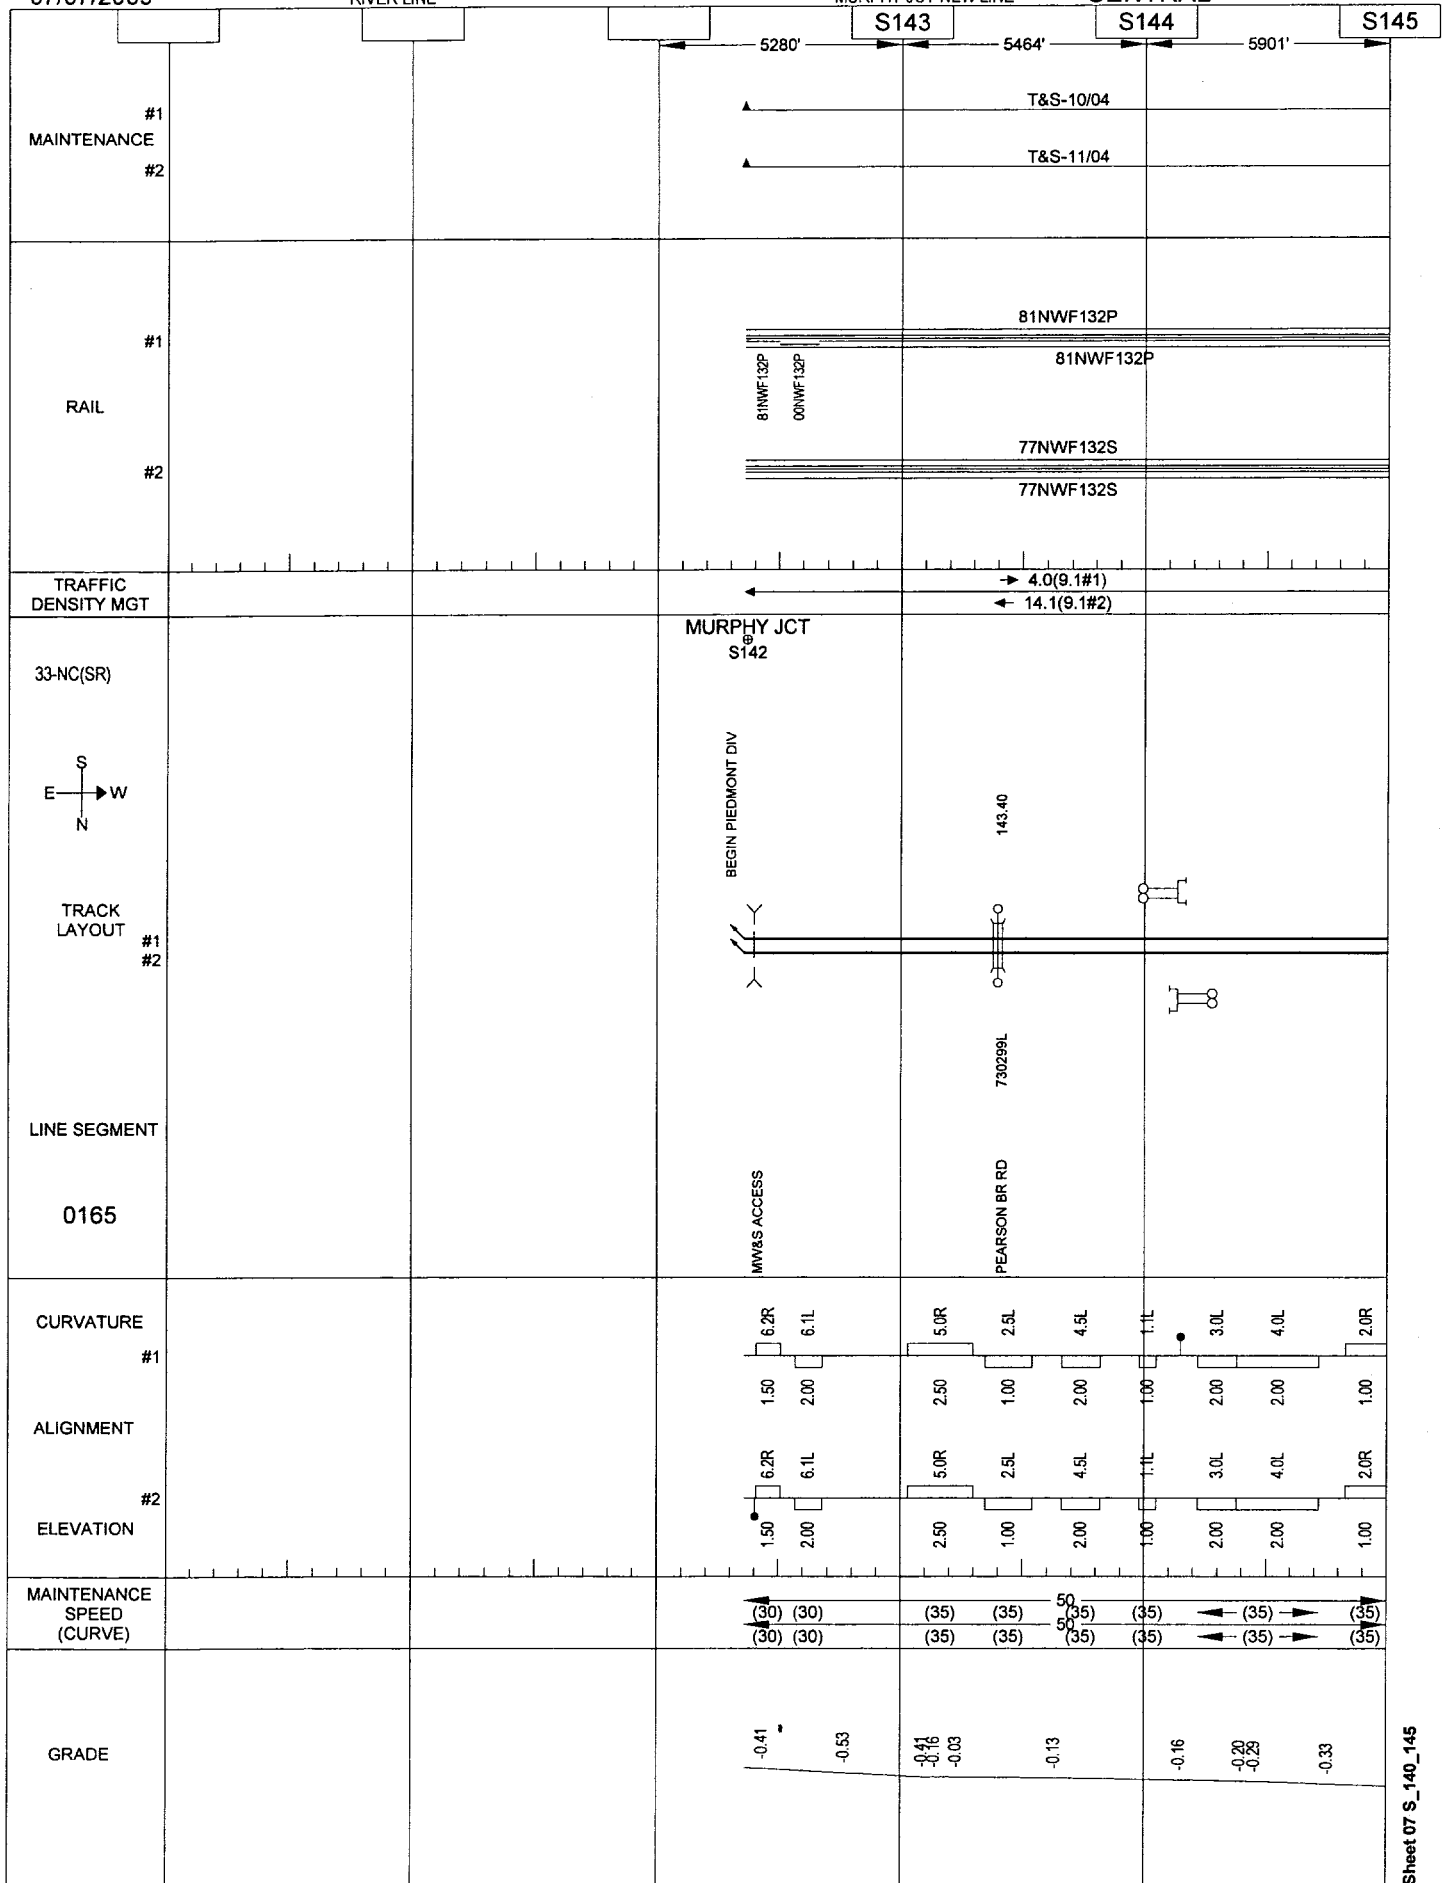 RIVER LINE
S143
S144
S145
5280'
5464'
5901'
MAINTENANCE
#1
#2
T&S-10/04
T&S-11/04
RAIL
#1
#2
81NWF132P
81NWF132P
81NWF132P
00NWF132P
77NWF132S
77NWF132S
TRAFFIC
DENSITY MGT
4.0(9.1#1)
14.1(9.1#2)
33-NC(SR)
MURPHY JCT
S142
S
E W
N
BEGIN PIEDMONT DIV
143.40
TRACK
LAYOUT
#1
#2
730299L
LINE SEGMENT
0165
MW&S ACCESS
PEARSON BR RD
CURVATURE
#1
6.2R 6.1L 5.0R 2.5L 4.5L 1.1L 3.0L 4.0L 2.0R
1.50 2.00 2.50 1.00 2.00 1.00 2.00 2.00 1.00
ALIGNMENT
6.2R 6.1L 5.0R 2.5L 4.5L 1.1L 3.0L 4.0L 2.0R
#2
ELEVATION
1.50 2.00 2.50 1.00 2.00 1.00 2.00 2.00 1.00
MAINTENANCE
SPEED
(CURVE)
50
(30) (30) (35) (35) (35) (35) (35) (35)
50
(30) (30) (35) (35) (35) (35) (35) (35)
GRADE
-0.41 -0.53 -0.41 -0.16 -0.03 -0.13 -0.16 -0.20 -0.29 -0.33
Sheet 07 S_140_145